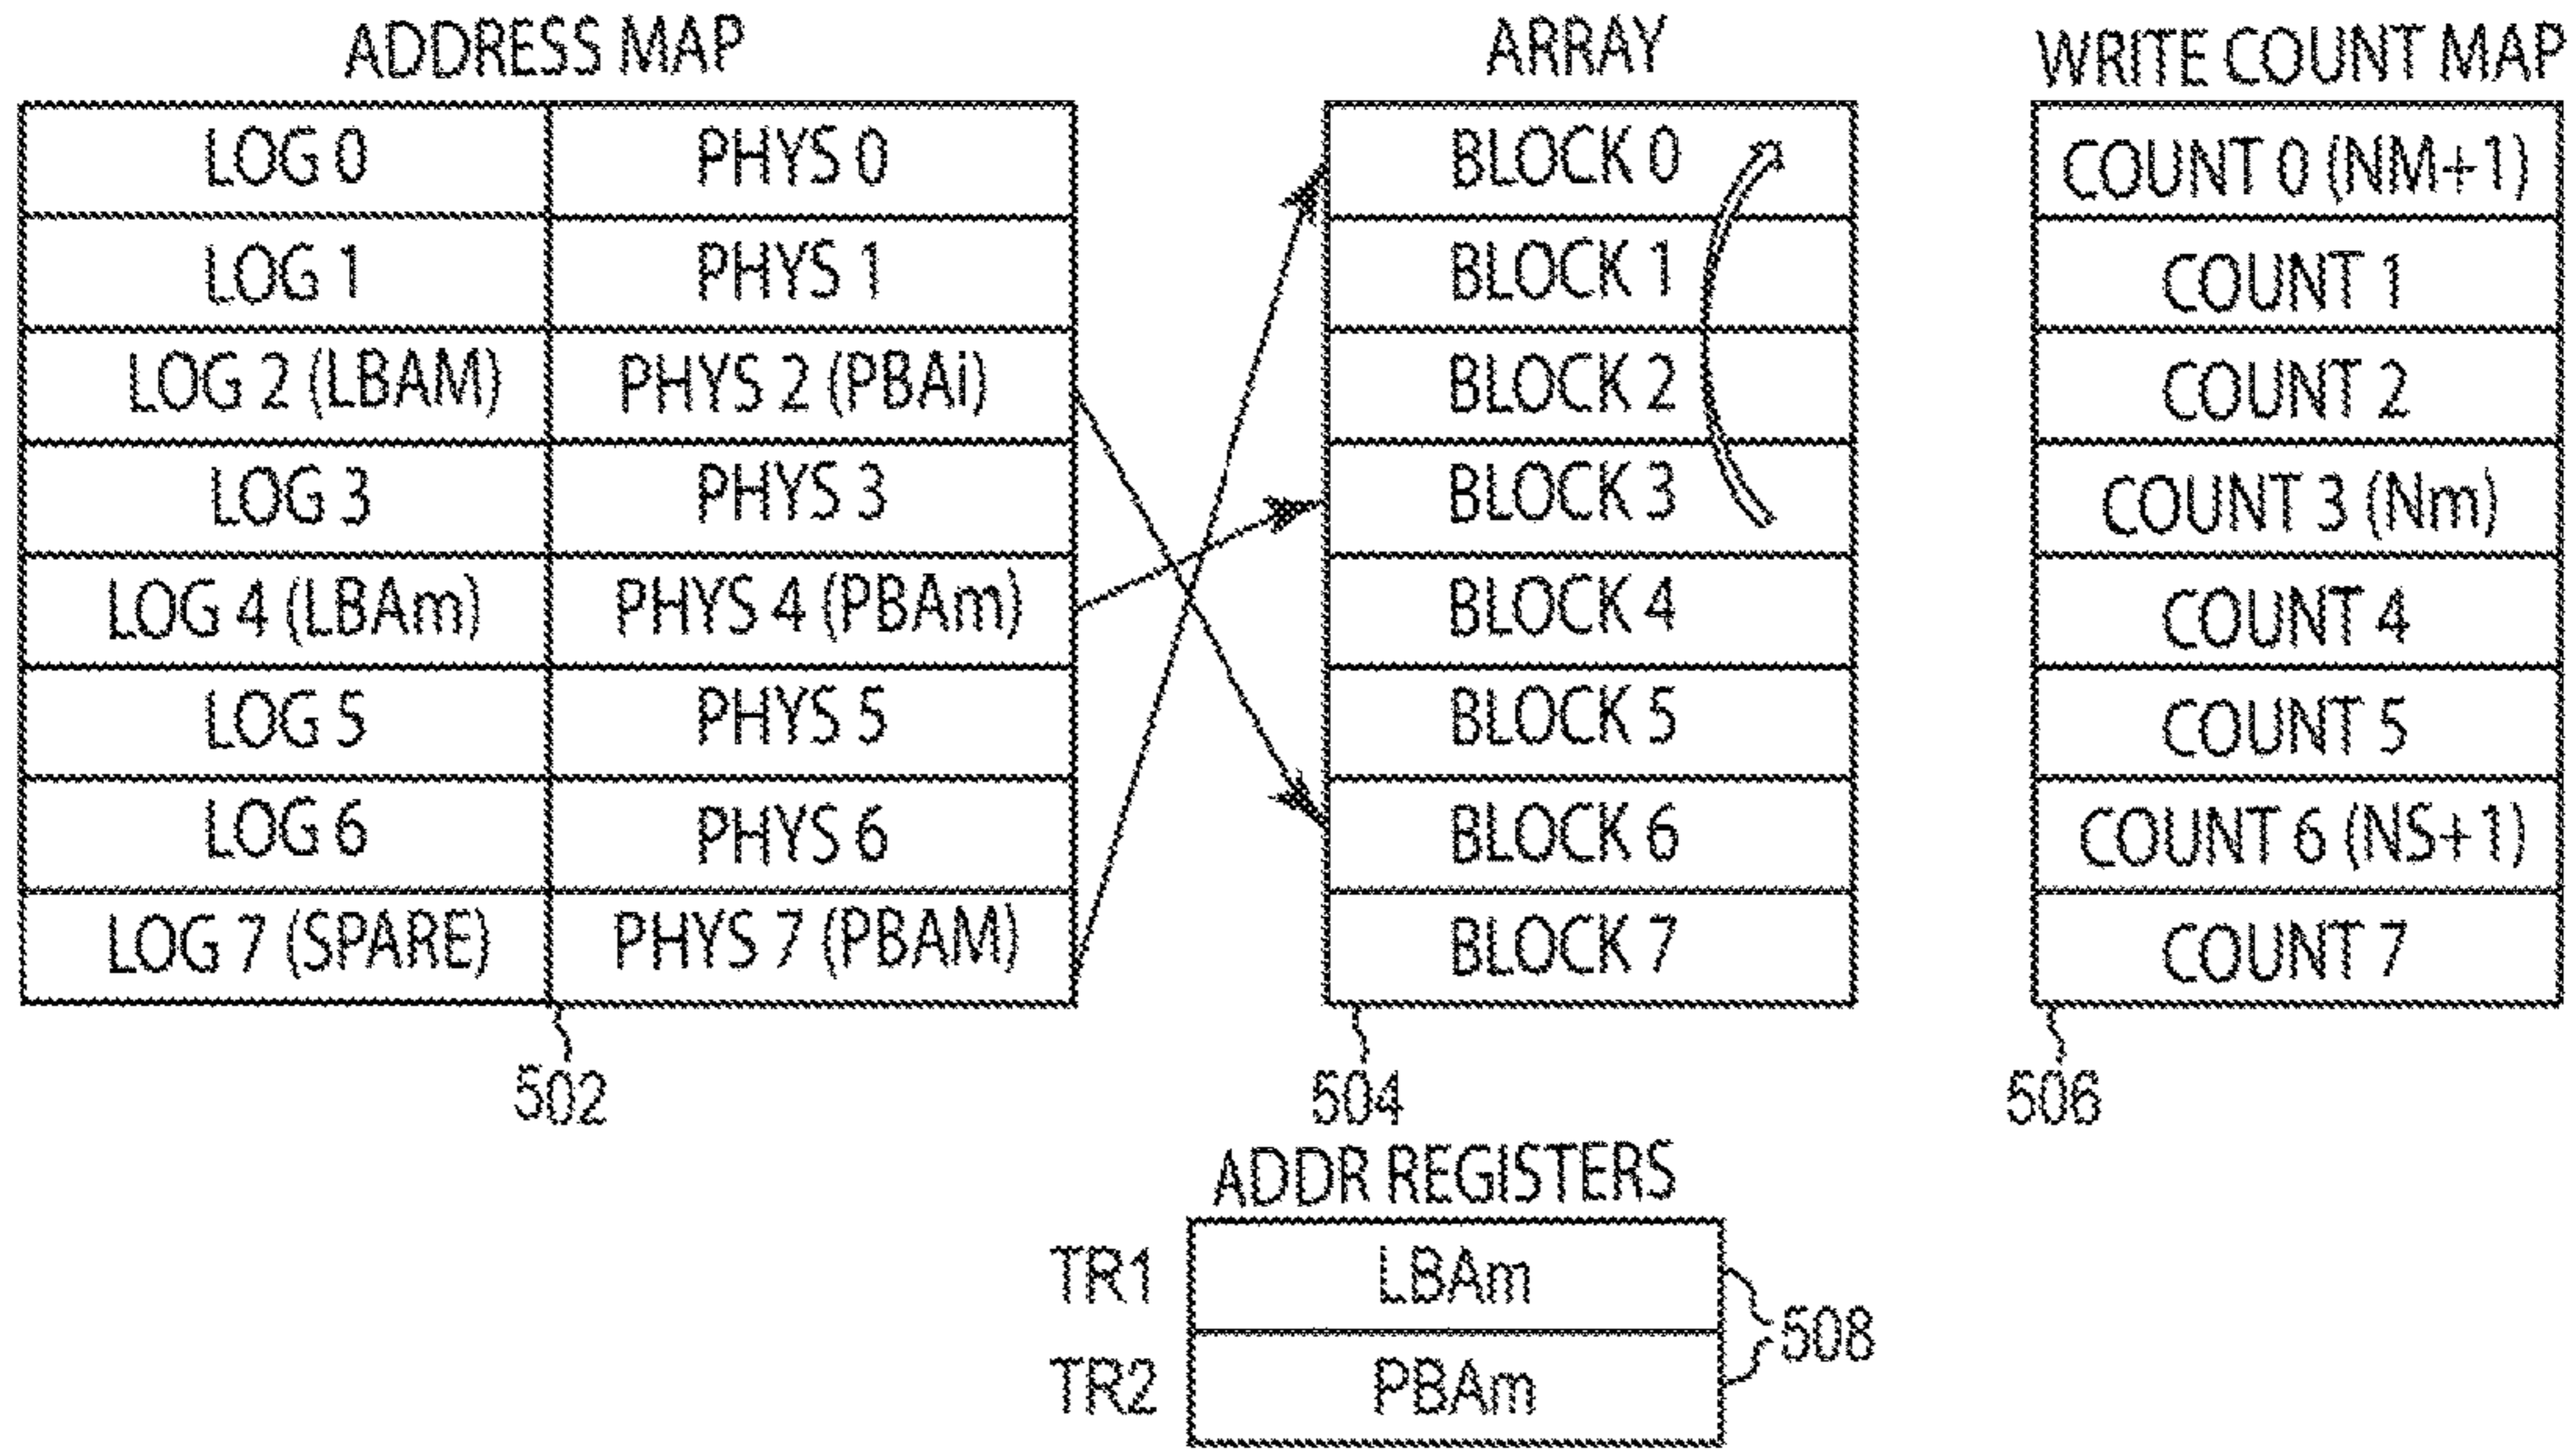 ADDRESS MAP
LOG 0 PHYS 0
LOG 1 PHYS 1
LOG 2 (LBAM) PHYS 2 (PBAi)
LOG 3 PHYS 3
LOG 4 (LBAm) PHYS 4 (PBAm)
LOG 5 PHYS 5
LOG 6 PHYS 6
LOG 7 (SPARE) PHYS 7 (PBAM)
502
ARRAY
BLOCK 0
BLOCK 1
BLOCK 2
BLOCK 3
BLOCK 4
BLOCK 5
BLOCK 6
BLOCK 7
504
WRITE COUNT MAP
COUNT 0 (NM+1)
COUNT 1
COUNT 2
COUNT 3 (Nm)
COUNT 4
COUNT 5
COUNT 6 (NS+1)
COUNT 7
506
ADDR REGISTERS
TR1 LBAm
TR2 PBAm
508